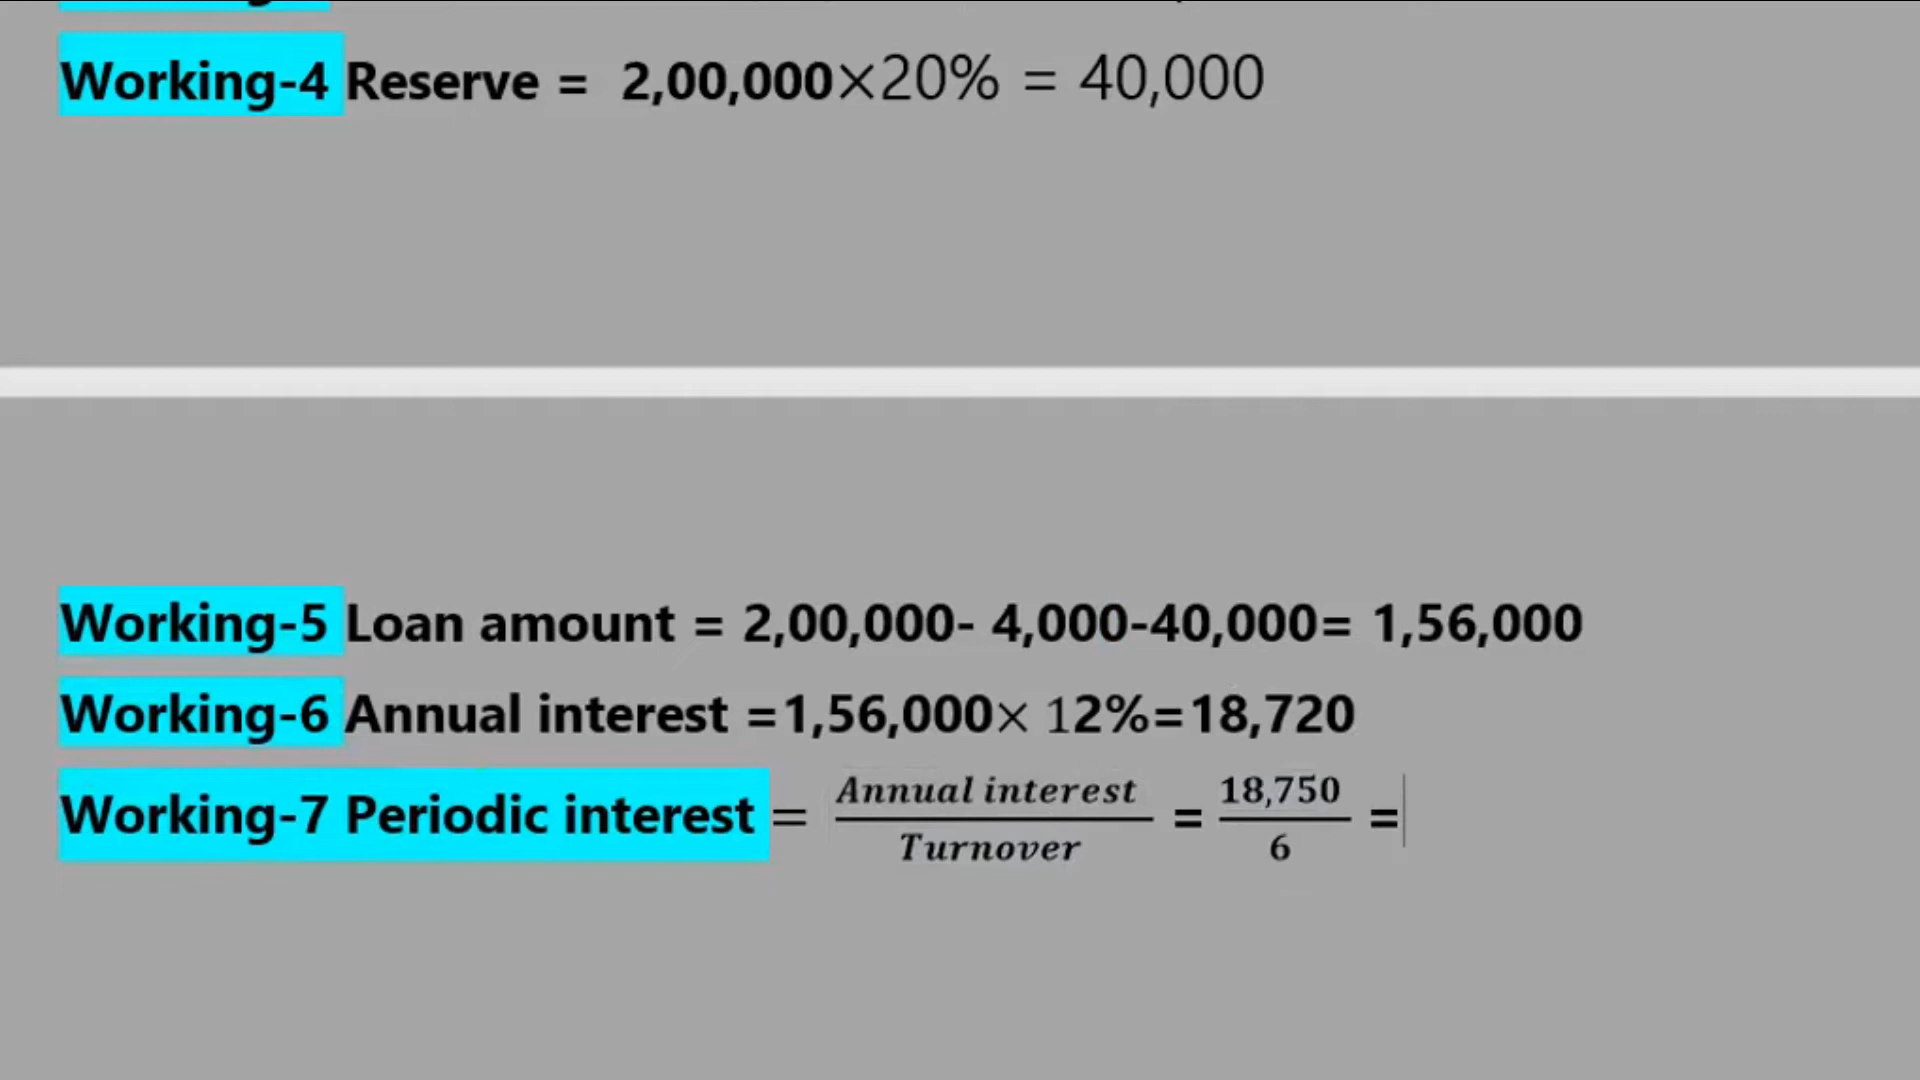 Working-4 Reserve = 2,00,000×20% = 40,000
Working-5 Loan amount = 2,00,000- 4,000-40,000= 1,56,000
Working-6 Annual interest =1,56,000× 12%=18,720
Working-7 Periodic interest = Annual interest / Turnover = 18,750 / 6 =